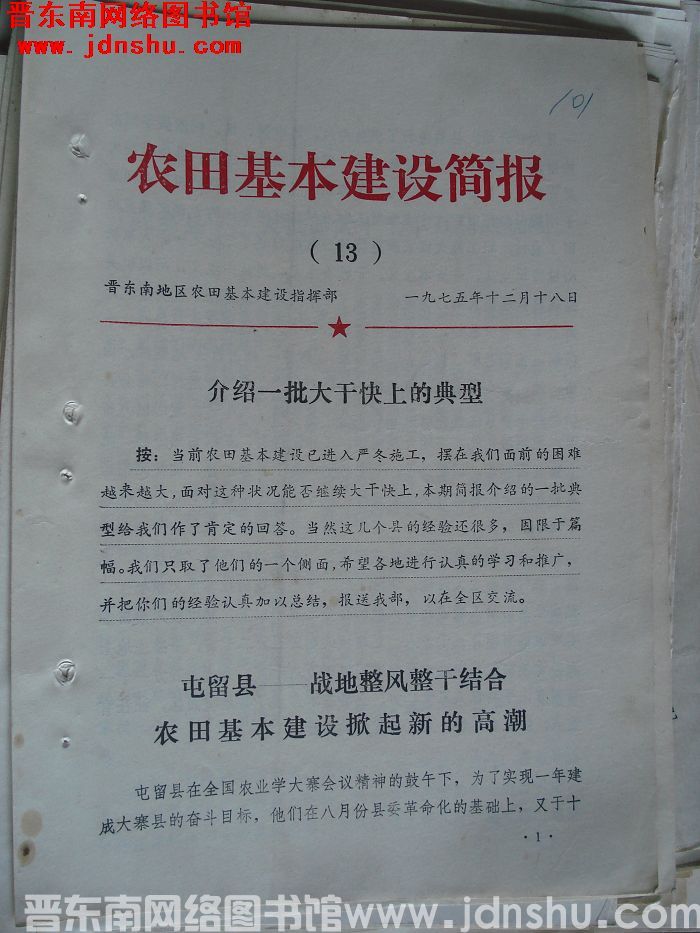 晋东南网络图书馆
www.jdnshu.com
101
农田基本建设简报
(13)
晋东南地区农田基本建设指挥部 一九七五年十二月十八日
介绍一批大干快上的典型
按：当前农田基本建设已进入严冬施工，摆在我们面前的困难
越来越大，面对这种状况能否继续大干快上，本期简报介绍的一批典
型给我们作了肯定的回答。当然这几个县的经验还很多，因限于篇
幅。我们只取了他们的一个侧面，希望各地进行认真的学习和推广，
并把你们的经验认真加以总结，报送我部，以在全区交流。
屯留县——战地整风整干结合
农田基本建设掀起新的高潮
屯留县在全国农业学大寨会议精神的鼓午下，为了实现一年建
成大寨县的奋斗目标，他们在八月份县委革命化的基础上，又于十
·1·
晋东南网络图书馆www.jdnshu.com